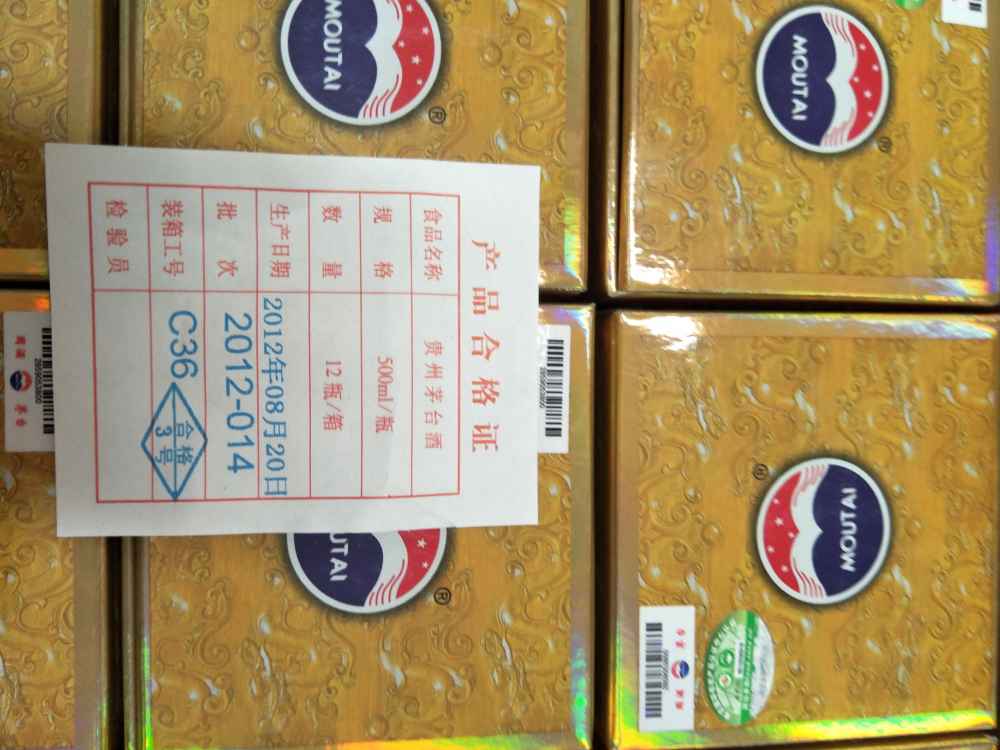 产品合格证
食品名称 贵州茅台酒
规格 500ml/瓶
数量 12瓶/箱
生产日期 2012年08月20日
批次 2012-014
装箱工号 C36
检验员
合格
3号
MOUTAI
®
MOUTAI
®
UTAI
®
MOUTAI
®